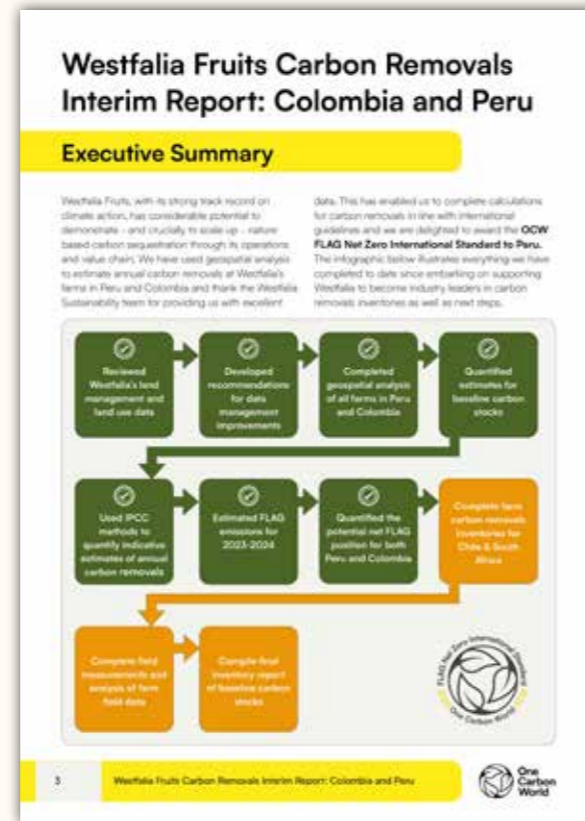 Westfalia Fruits Carbon Removals
Interim Report: Colombia and Peru
Executive Summary
Westfalia Fruits, with its strong track record on
climate action, has considerable potential to
demonstrate - and crucially to scale up - nature
based carbon sequestration through its operations
and value chain. We have used geospatial analysis
to estimate annual carbon removals at Westfalia's
farms in Peru and Colombia and thank the Westfalia
Sustainability team for providing us with excellent
data. This has enabled us to complete calculations
for carbon removals in line with international
guidelines and we are delighted to award the OCW
FLAG Net Zero International Standard to Peru.
The infographic below illustrates everything we have
completed to date since embarking on supporting
Westfalia to become industry leaders in carbon
removals inventories as well as next steps.
Reviewed
Westfalia's land
management and
land use data
Developed
recommendations
for data
management
improvements
Completed
geospatial analysis
of all farms in Peru
and Colombia
Quantified
estimates for
baseline carbon
stocks
Used IPCC
methods to
quantify indicative
estimates of annual
carbon removals
Estimated FLAG
emissions for
2023-2024
Quantified the
potential net FLAG
position for both
Peru and Colombia
Complete farm
carbon removals
inventories for
Chile & South
Africa
Complete field
measurements and
analysis of farm
field data
Compile final
inventory report
of baseline carbon
stocks
FLAG Net Zero International Standard
One Carbon World
3
Westfalia Fruits Carbon Removals Interim Report: Colombia and Peru
One
Carbon
World